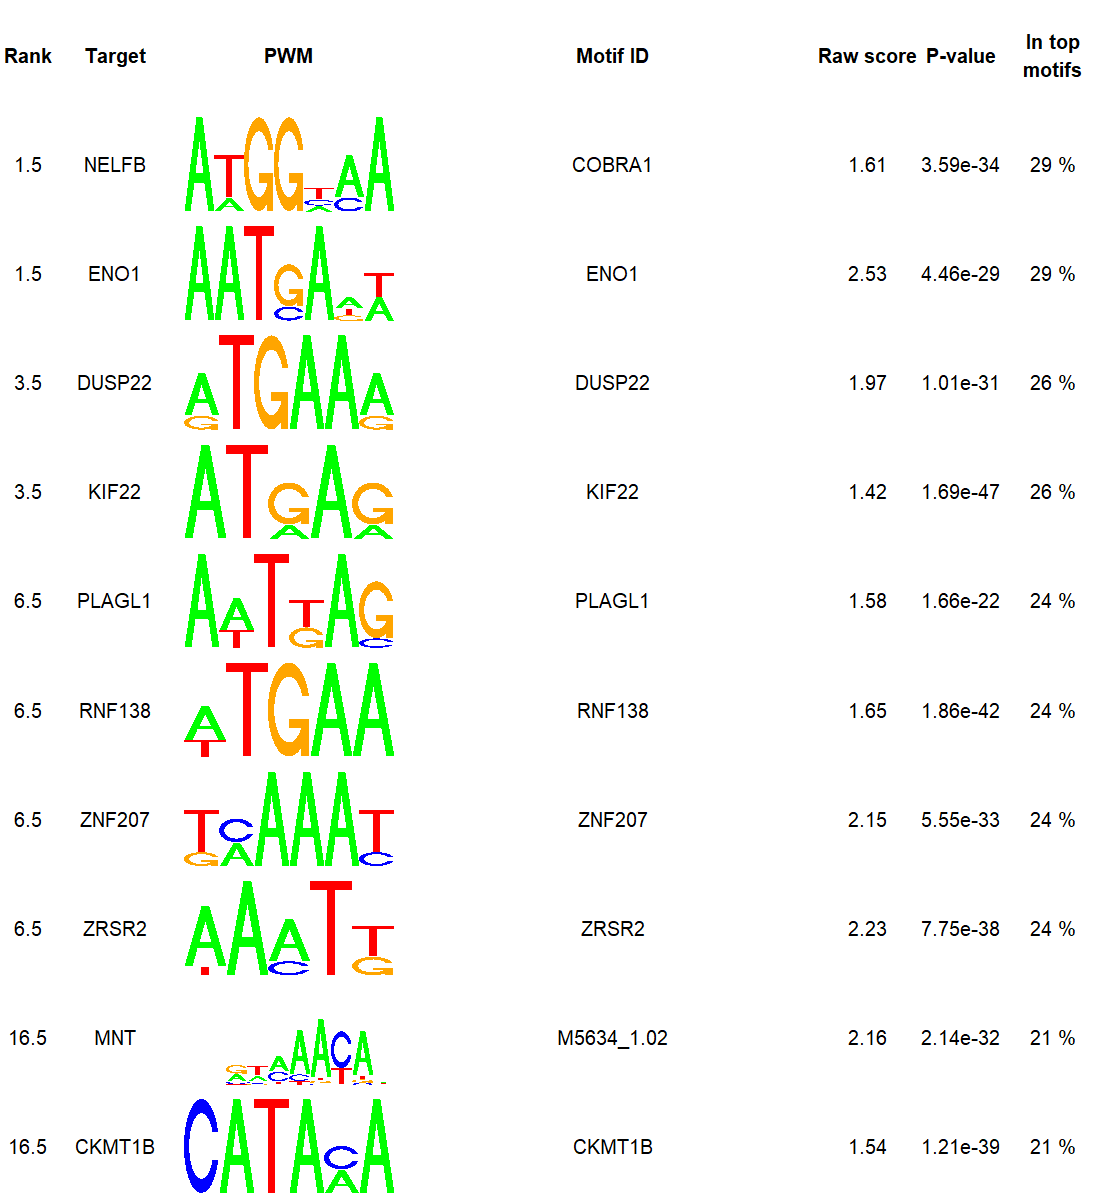 Rank Target PWM Motif ID Raw score P-value In top motifs
1.5 NELFB COBRA1 1.61 3.59e-34 29 %
1.5 ENO1 ENO1 2.53 4.46e-29 29 %
3.5 DUSP22 DUSP22 1.97 1.01e-31 26 %
3.5 KIF22 KIF22 1.42 1.69e-47 26 %
6.5 PLAGL1 PLAGL1 1.58 1.66e-22 24 %
6.5 RNF138 RNF138 1.65 1.86e-42 24 %
6.5 ZNF207 ZNF207 2.15 5.55e-33 24 %
6.5 ZRSR2 ZRSR2 2.23 7.75e-38 24 %
16.5 MNT M5634_1.02 2.16 2.14e-32 21 %
16.5 CKMT1B CKMT1B 1.54 1.21e-39 21 %